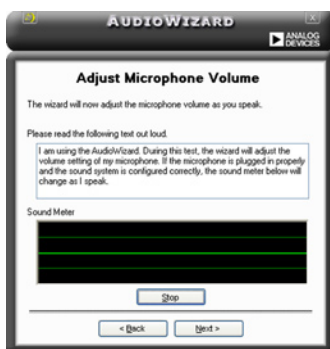 AUDIOWIZARD
ANALOG
DEVICES
Adjust Microphone Volume
The wizard will now adjust the microphone volume as you speak.
Please read the following text out loud.
I am using the AudioWizard. During this test, the wizard will adjust the
volume setting of my microphone. If the microphone is plugged in properly
and the sound system is configured correctly, the sound meter below will
change as I speak.
Sound Meter
Stop
< Back Next >